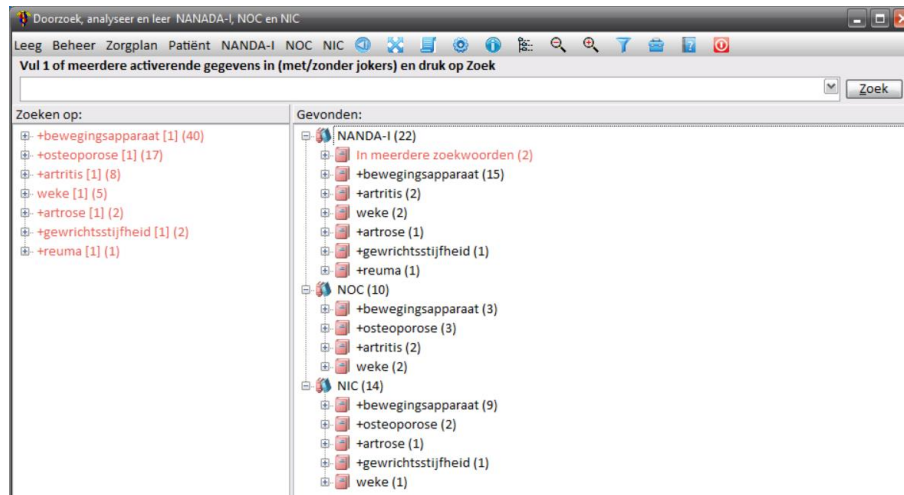 Doorzoek, analyseer en leer NANADA-I, NOC en NIC
Leeg Beheer Zorgplan Patiënt NANDA-I NOC NIC
Vul 1 of meerdere activerende gegevens in (met/zonder jokers) en druk op Zoek
Zoek
Zoeken op:
+bewegingsapparaat [1] (40)
+osteoporose [1] (17)
+artritis [1] (8)
weke [1] (5)
+artrose [1] (2)
+gewrichtsstijfheid [1] (2)
+reuma [1] (1)
Gevonden:
NANDA-I (22)
In meerdere zoekwoorden (2)
+bewegingsapparaat (15)
+artritis (2)
weke (2)
+artrose (1)
+gewrichtsstijfheid (1)
+reuma (1)
NOC (10)
+bewegingsapparaat (3)
+osteoporose (3)
+artritis (2)
weke (2)
NIC (14)
+bewegingsapparaat (9)
+osteoporose (2)
+artrose (1)
+gewrichtsstijfheid (1)
weke (1)